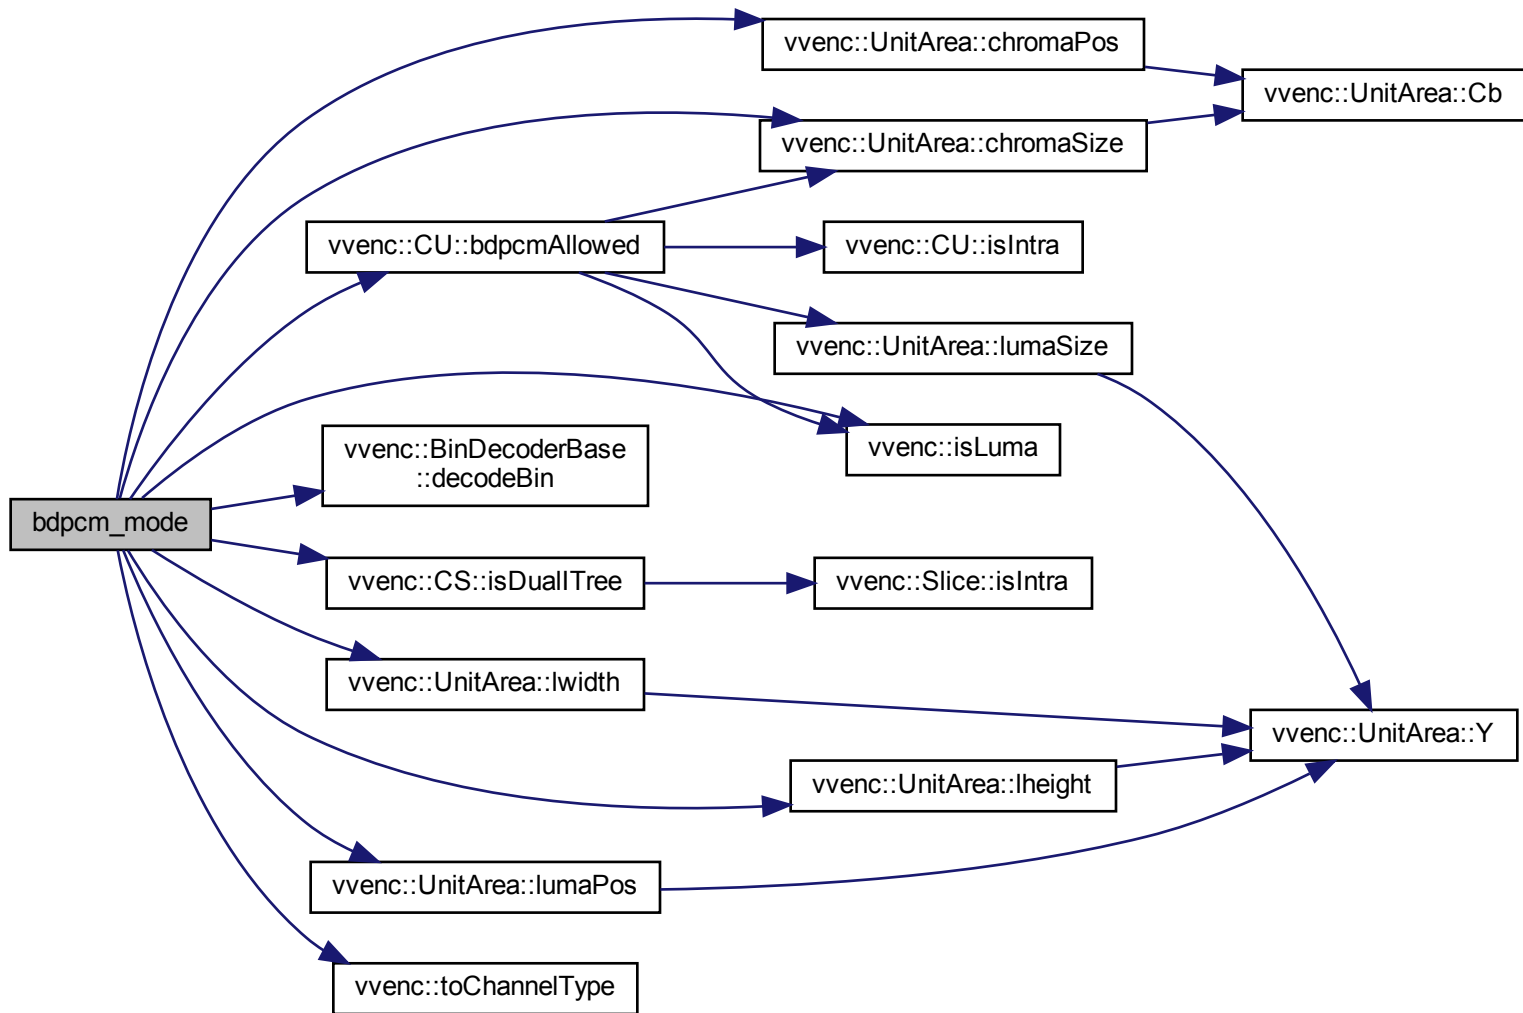 vvenc::UnitArea::chromaPos
vvenc::UnitArea::Cb
vvenc::UnitArea::chromaSize
vvenc::CU::bdpcmAllowed
vvenc::CU::isIntra
vvenc::UnitArea::lumaSize
vvenc::BinDecoderBase
::decodeBin
vvenc::isLuma
bdpcm_mode
vvenc::CS::isDualITree
vvenc::Slice::isIntra
vvenc::UnitArea::lwidth
vvenc::UnitArea::Y
vvenc::UnitArea::lheight
vvenc::UnitArea::lumaPos
vvenc::toChannelType